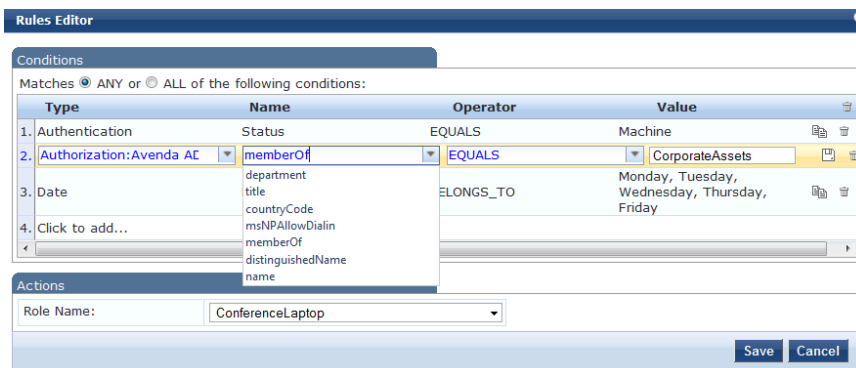 Rules Editor
Conditions
Matches ANY or ALL of the following conditions:
Type Name Operator Value
1. Authentication Status EQUALS Machine
2. Authorization:Avenda AD memberOf EQUALS CorporateAssets
department
title
countryCode
msNPAllowDialin
memberOf
distinguishedName
name
3. Date ELONGS_TO Monday, Tuesday,
Wednesday, Thursday,
Friday
4. Click to add...
Actions
Role Name: ConferenceLaptop
Save Cancel